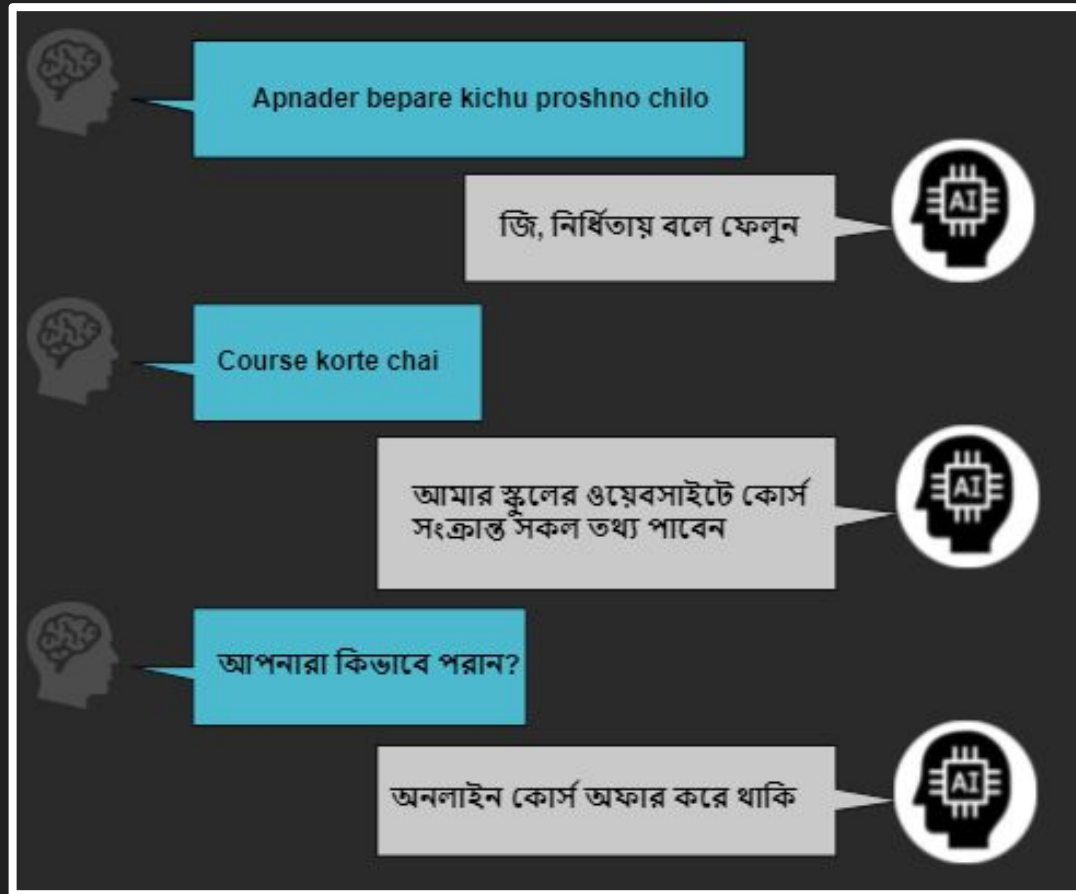 Apnader bepare kichu proshno chilo
জি, নির্ধিতায় বলে ফেলুন
Course korte chai
আমার স্কুলের ওয়েবসাইটে কোর্স
সংক্রান্ত সকল তথ্য পাবেন
আপনারা কিভাবে পরান?
অনলাইন কোর্স অফার করে থাকি
AI
AI
AI